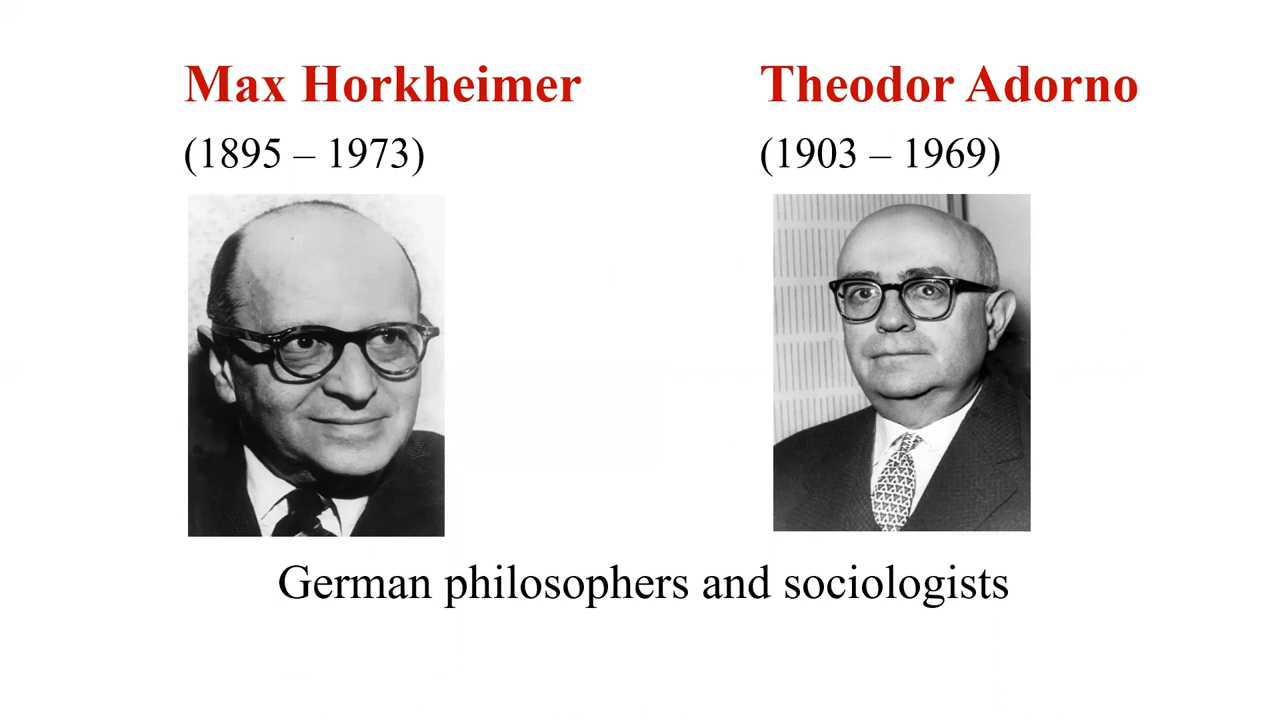 Max Horkheimer
(1895 – 1973)
Theodor Adorno
(1903 – 1969)
German philosophers and sociologists